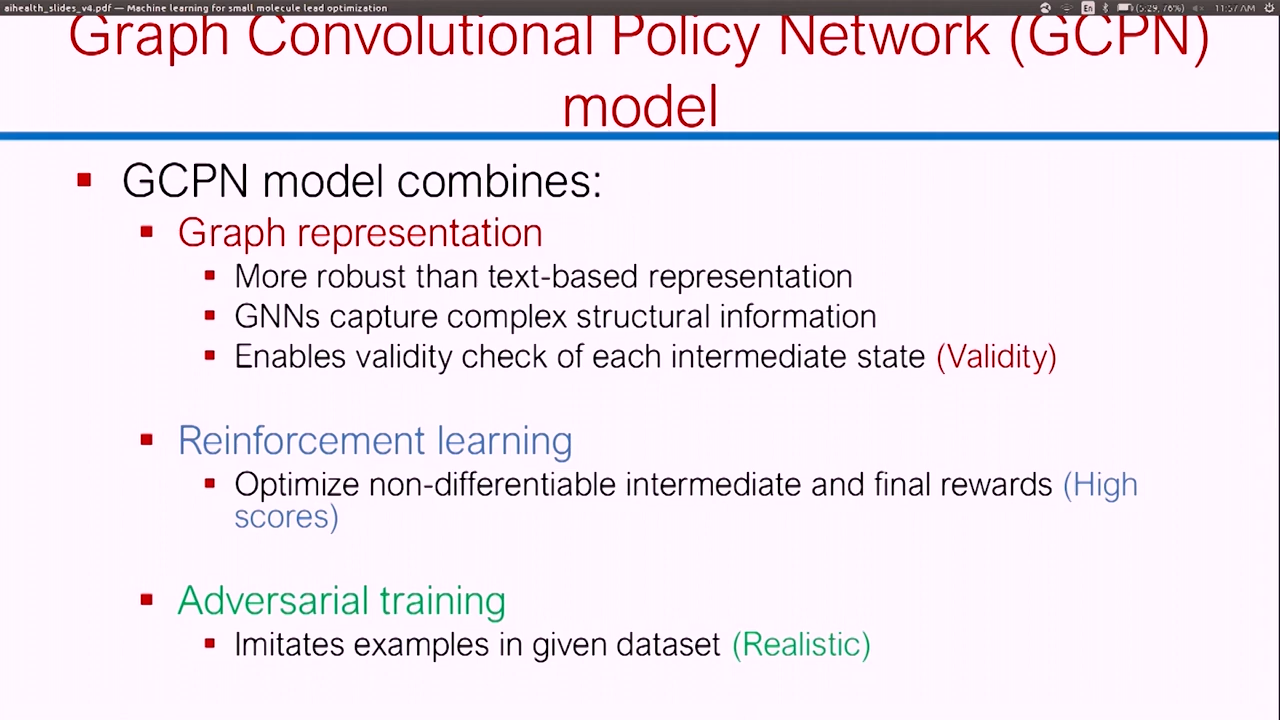 aihealth_slides_v4.pdf — Machine learning for small molecule lead optimization
En
(5:29, 76%)
11:57 AM
Graph Convolutional Policy Network (GCPN)
model
GCPN model combines:
Graph representation
More robust than text-based representation
GNNs capture complex structural information
Enables validity check of each intermediate state (Validity)
Reinforcement learning
Optimize non-differentiable intermediate and final rewards (High
scores)
Adversarial training
Imitates examples in given dataset (Realistic)